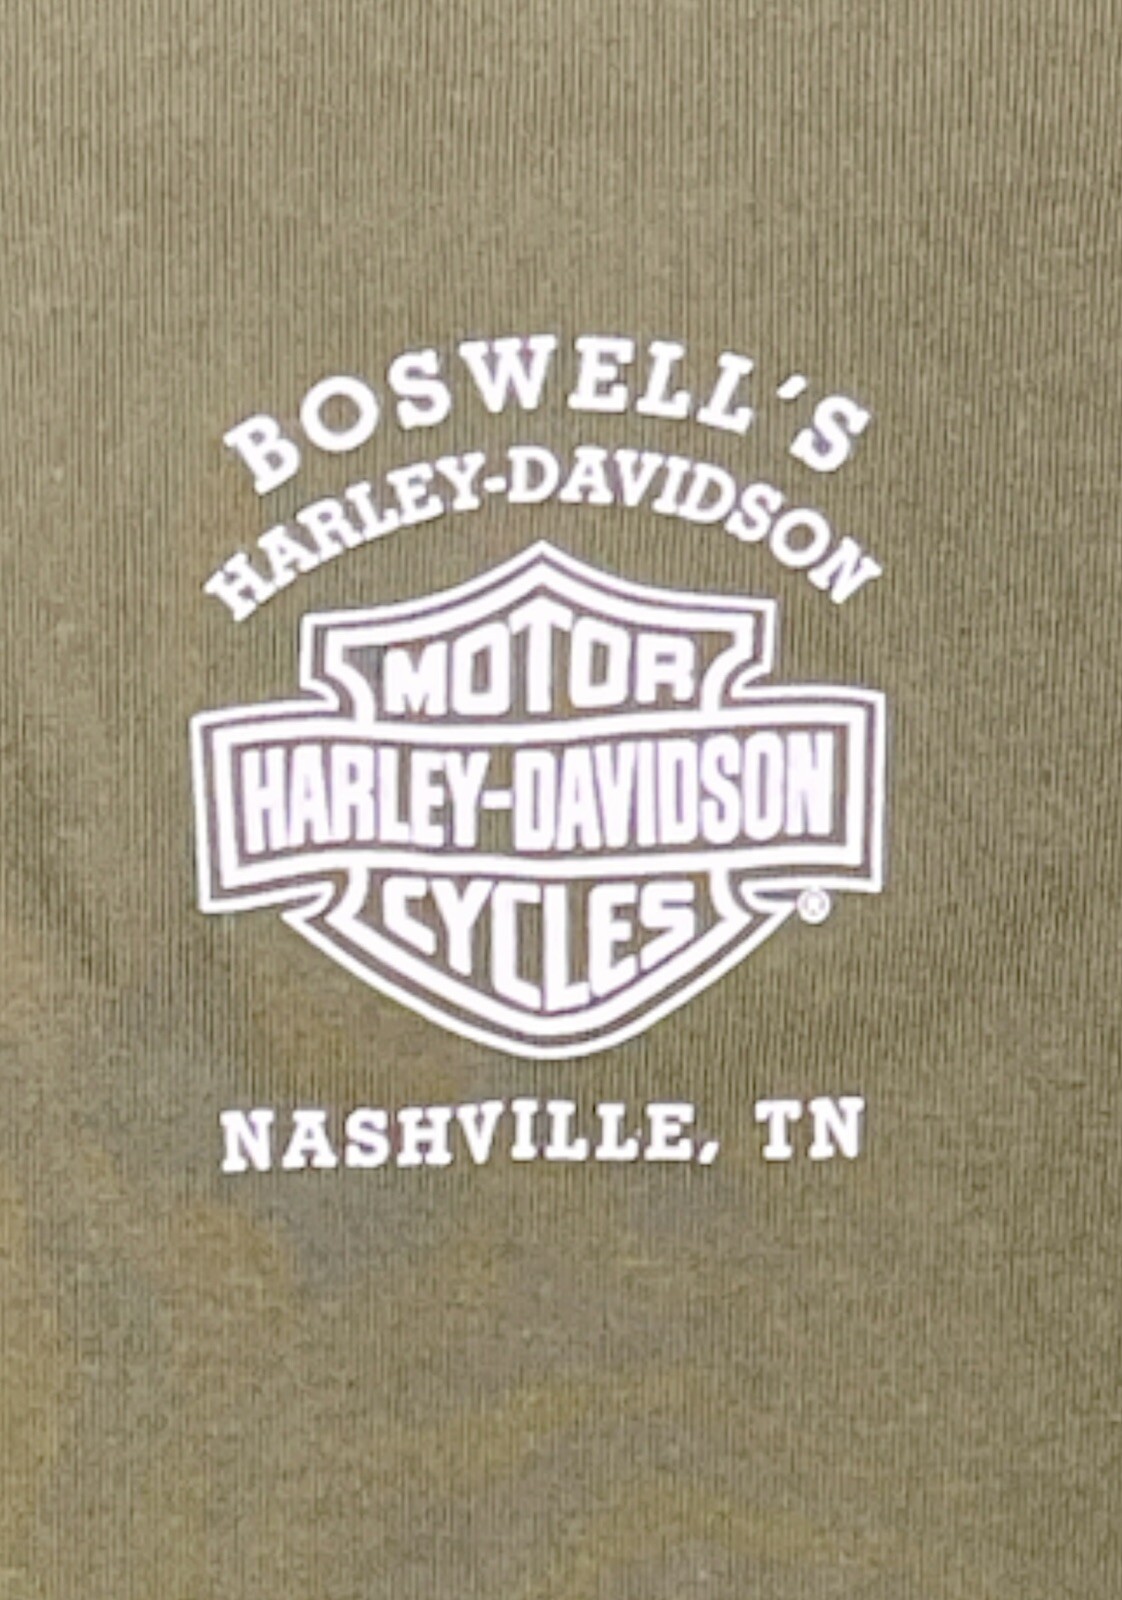 BOSWELL'S
HARLEY-DAVIDSON
MOTOR
HARLEY-DAVIDSON
CYCLES
®
NASHVILLE, TN